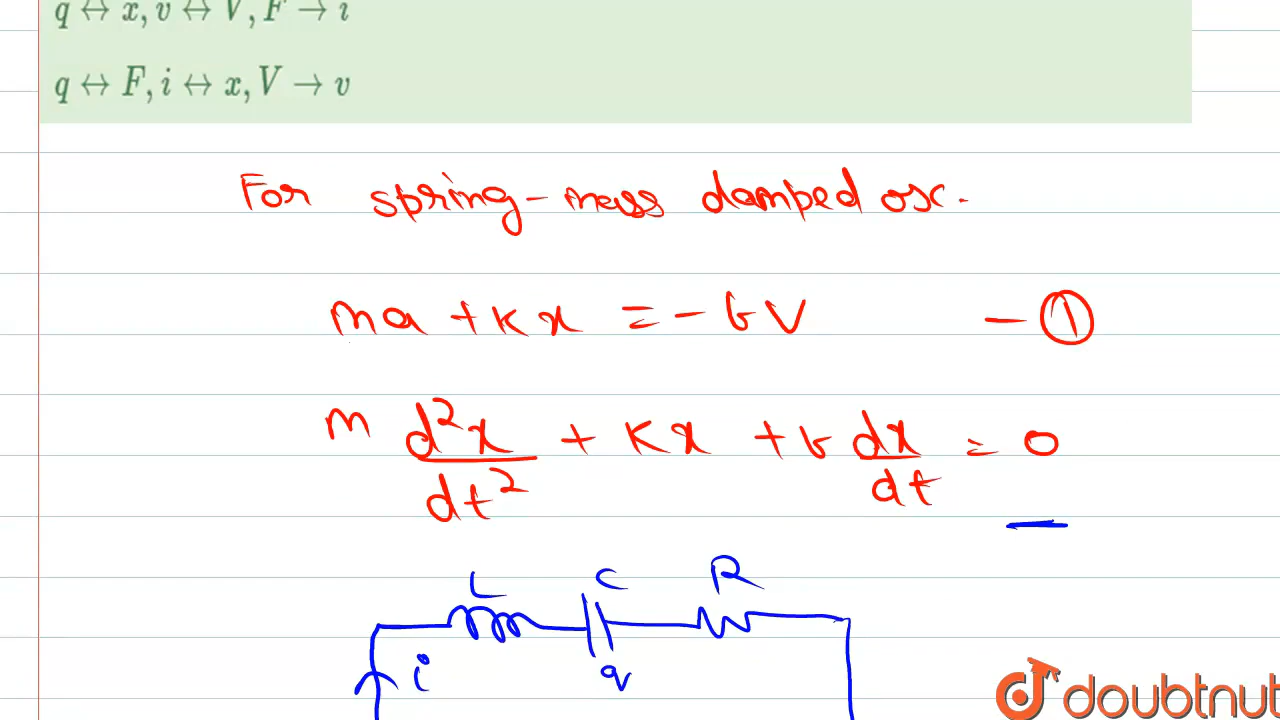 q ↔ x, v ↔ V, F → i
q ↔ F, i ↔ x, V → v
For spring-mass damped osc.
ma + kx = -bV - ①
m d²x/dt² + kx + b dx/dt = 0
L C R
i q
doubtnut